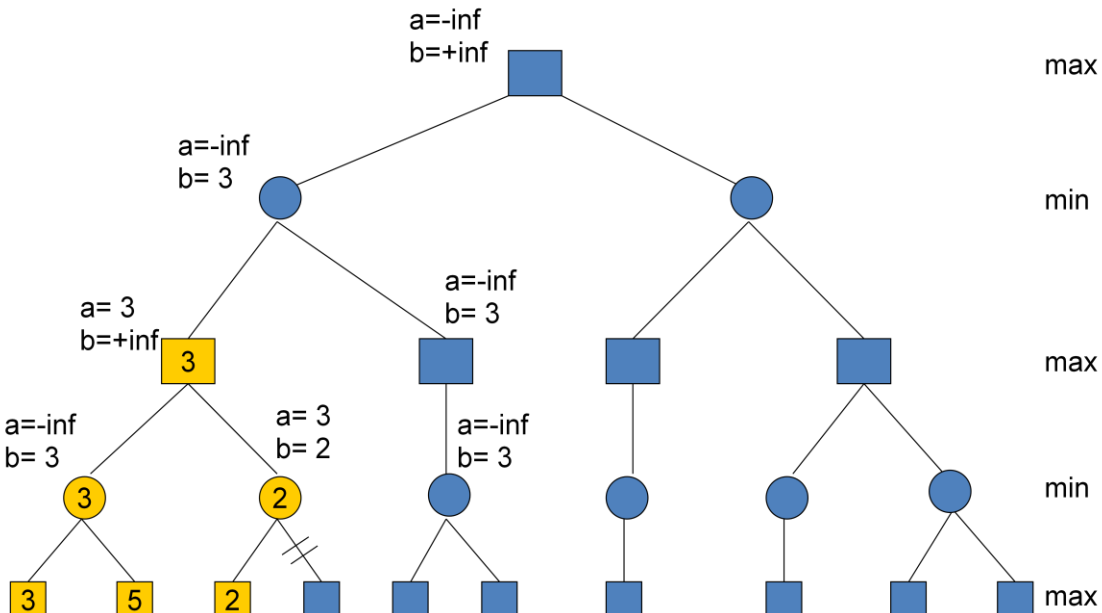 a=-inf
b=+inf
max
a=-inf
b= 3
min
a=-inf
b= 3
a= 3
b=+inf
3
max
a=-inf
b= 3
a= 3
b= 2
a=-inf
b= 3
3
2
min
3
5
2
max